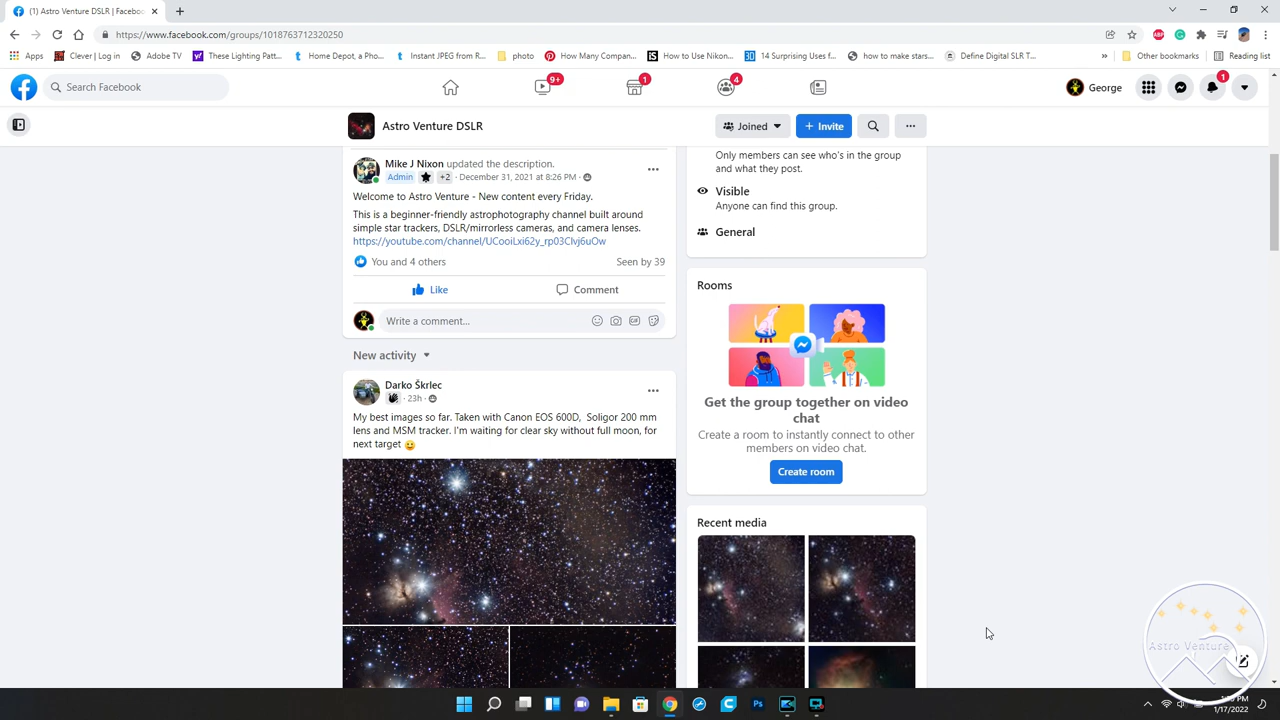 (1) Astro Venture DSLR | Faceboo
https://www.facebook.com/groups/1018763712320250
Apps Clever | Log in Adobe TV These Lighting Patt... Home Depot, a Pho... Instant JPEG from R... photo How Many Compan... How to Use Nikon... 14 Surprising Uses f... how to make stars... Define Digital SLR T... » Other bookmarks Reading list
Search Facebook 9+ 1 4 George 1
Astro Venture DSLR Joined + Invite
Mike J Nixon updated the description.
Admin +2 · December 31, 2021 at 8:26 PM ·
Welcome to Astro Venture - New content every Friday.
This is a beginner-friendly astrophotography channel built around
simple star trackers, DSLR/mirrorless cameras, and camera lenses.
https://youtube.com/channel/UCooiLxi62y_rp03CIvj6uOw
You and 4 others Seen by 39
Like Comment
Write a comment...
New activity
Darko Škrlec
· 23h ·
My best images so far. Taken with Canon EOS 600D, Soligor 200 mm
lens and MSM tracker. I'm waiting for clear sky without full moon, for
next target
Only members can see who's in the group
and what they post.
Visible
Anyone can find this group.
General
Rooms
Get the group together on video
chat
Create a room to instantly connect to other
members on video chat.
Create room
Recent media
Astro Venture
1/17/2022